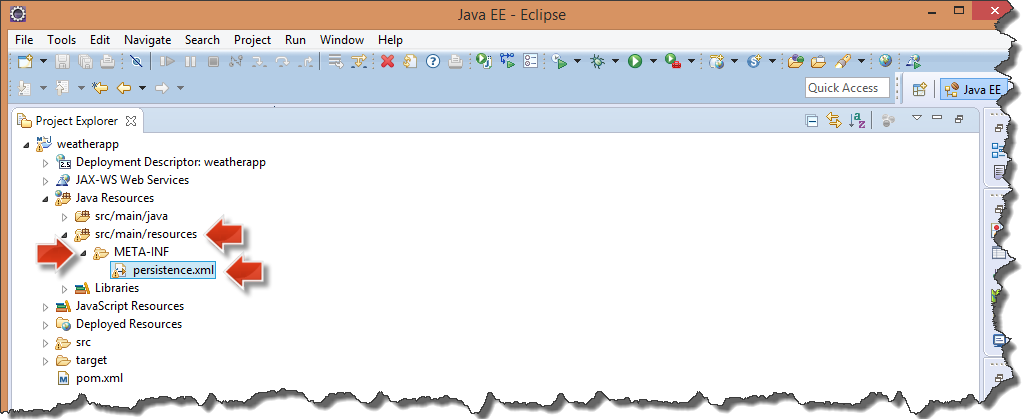 Java EE - Eclipse
File Tools Edit Navigate Search Project Run Window Help
Quick Access
Java EE
Project Explorer
weatherapp
2.5 Deployment Descriptor: weatherapp
JAX-WS Web Services
Java Resources
src/main/java
src/main/resources
META-INF
persistence.xml
Libraries
JavaScript Resources
Deployed Resources
src
target
pom.xml